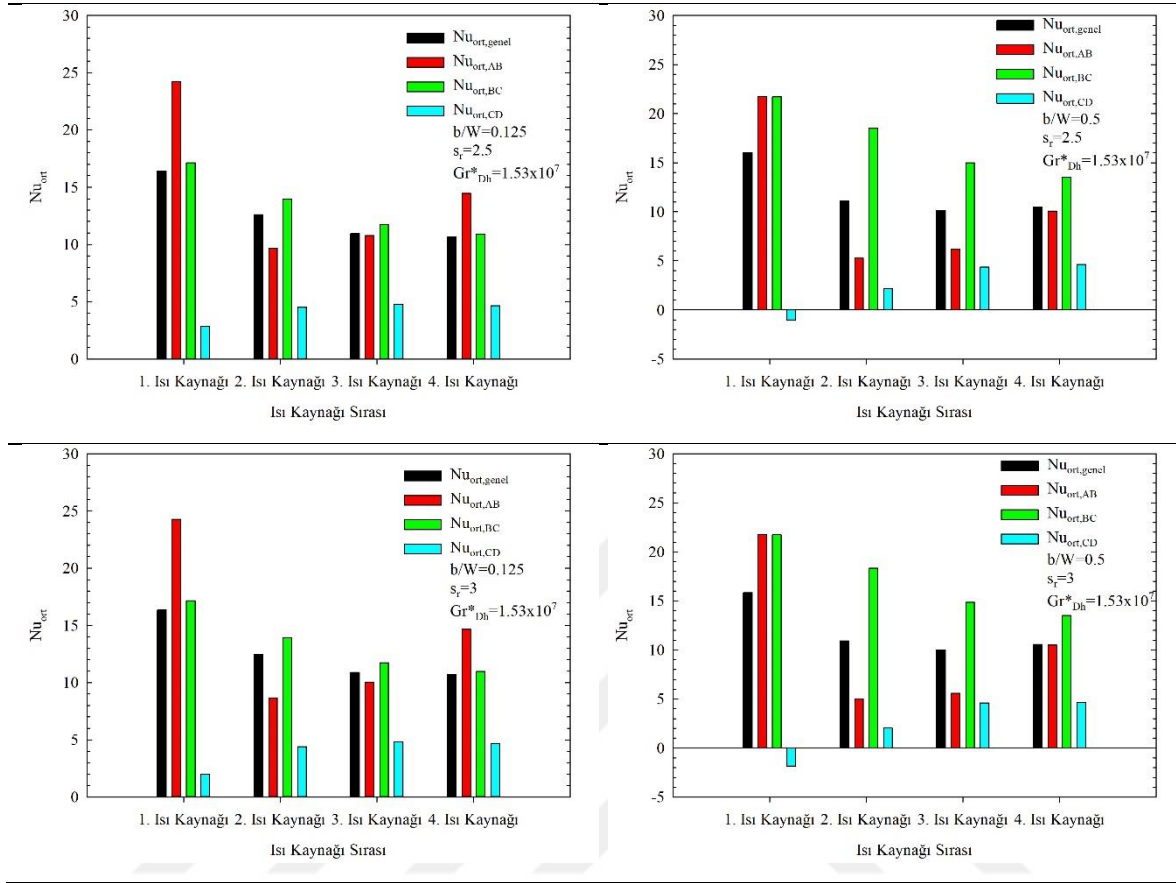 30
25
20
15
10
5
0
Nu_ort
Nu_ort,genel
Nu_ort,AB
Nu_ort,BC
Nu_ort,CD
b/W=0.125
s_r=2.5
Gr*_Dh=1.53x10^7
1. Isı Kaynağı 2. Isı Kaynağı 3. Isı Kaynağı 4. Isı Kaynağı
Isı Kaynağı Sırası
30
25
20
15
10
5
0
-5
Nu_ort
Nu_ort,genel
Nu_ort,AB
Nu_ort,BC
Nu_ort,CD
b/W=0.5
s_r=2.5
Gr*_Dh=1.53x10^7
1. Isı Kaynağı 2. Isı Kaynağı 3. Isı Kaynağı 4. Isı Kaynağı
Isı Kaynağı Sırası
30
25
20
15
10
5
0
Nu_ort
Nu_ort,genel
Nu_ort,AB
Nu_ort,BC
Nu_ort,CD
b/W=0.125
s_r=3
Gr*_Dh=1.53x10^7
1. Isı Kaynağı 2. Isı Kaynağı 3. Isı Kaynağı 4. Isı Kaynağı
Isı Kaynağı Sırası
30
25
20
15
10
5
0
-5
Nu_ort
Nu_ort,genel
Nu_ort,AB
Nu_ort,BC
Nu_ort,CD
b/W=0.5
s_r=3
Gr*_Dh=1.53x10^7
1. Isı Kaynağı 2. Isı Kaynağı 3. Isı Kaynağı 4. Isı Kaynağı
Isı Kaynağı Sırası